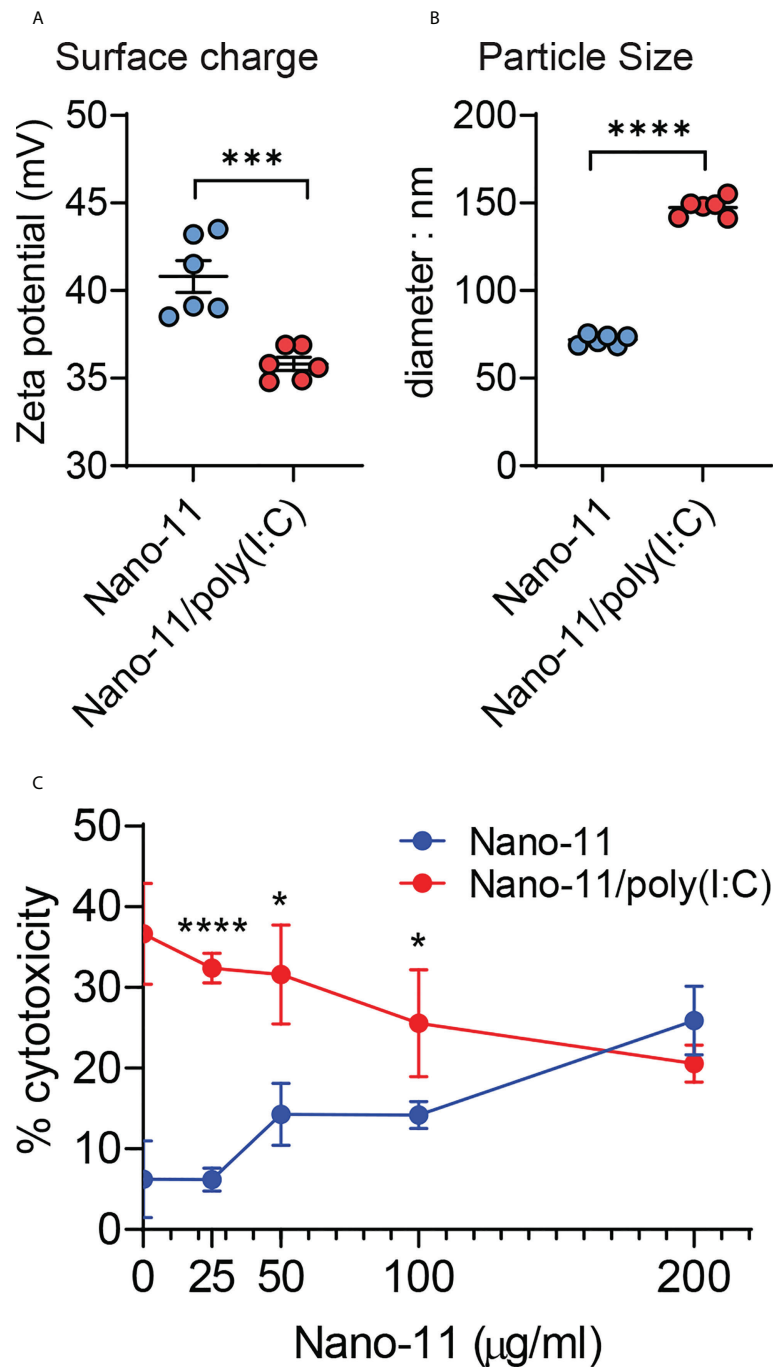 A
Surface charge
Zeta potential (mV)
50
45
40
35
30
***
Nano-11
Nano-11/poly(I:C)
B
Particle Size
diameter : nm
200
150
100
50
0
****
Nano-11
Nano-11/poly(I:C)
C
% cytotoxicity
50
40
30
20
10
0
Nano-11
Nano-11/poly(I:C)
****
*
*
0 25 50 100 200
Nano-11 (μg/ml)